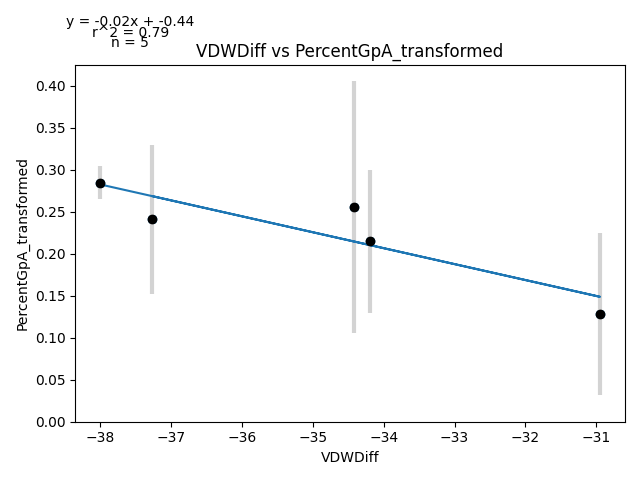 y = -0.02x + -0.44
r^2 = 0.79
n = 5
VDWDiff vs PercentGpA_transformed
0.40
0.35
0.30
0.25
0.20
0.15
0.10
0.05
0.00
PercentGpA_transformed
−38 −37 −36 −35 −34 −33 −32 −31
VDWDiff